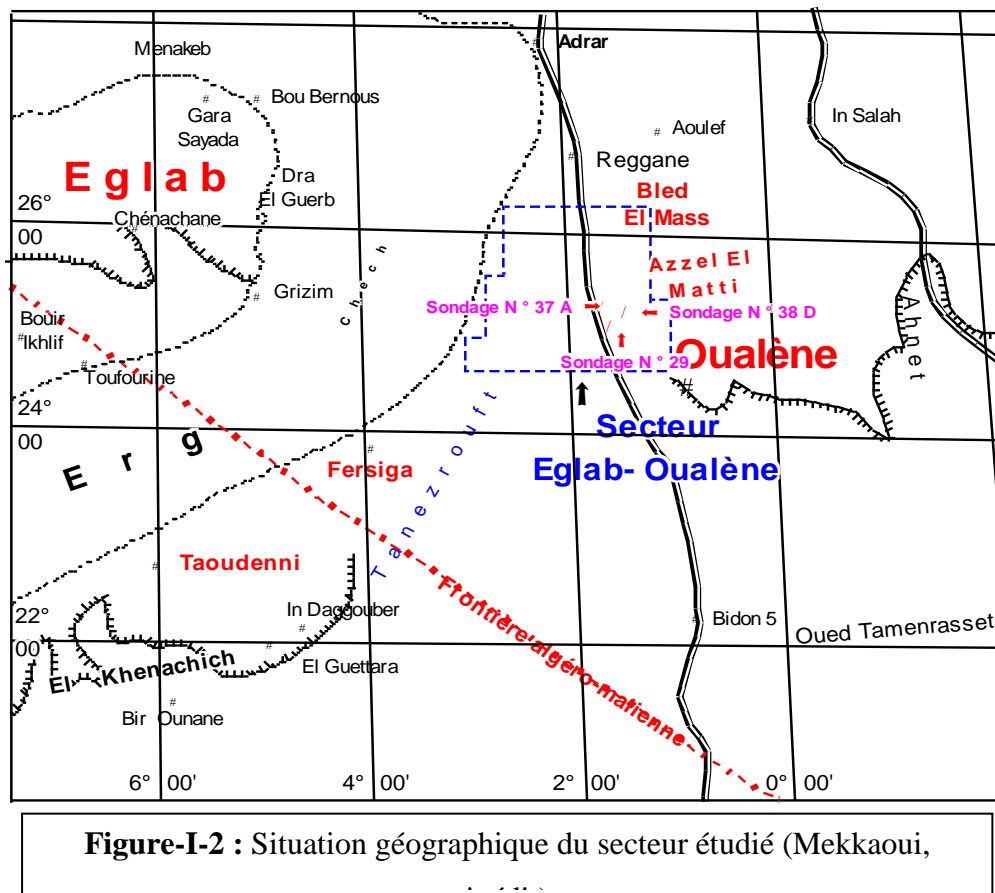 Adrar
Menakeb
Bou Bernous
Gara
Sayada
In Salah
Aoulef
Reggane
Eglab
Dra
El Guerb
Bled
El Mass
26°
00
Chénachane
Azzel El
Matti
Chech
Grizim
Sondage N ° 37 A
Sondage N ° 38 D
Ahnet
Bouir
Ikhlif
Toufourine
Sondage N ° 29
Oualène
24°
00
Erg
Secteur
Eglab- Oualène
Fersiga
Tanezrouft
Taoudenni
Frontière algéro-malienne
22°
00
In Daggouber
Bidon 5
Oued Tamenrasset
El Khenachich
El Guettara
Bir Ounane
6° 00'
4° 00'
2° 00'
0° 00'
Figure-I-2 : Situation géographique du secteur étudié (Mekkaoui,